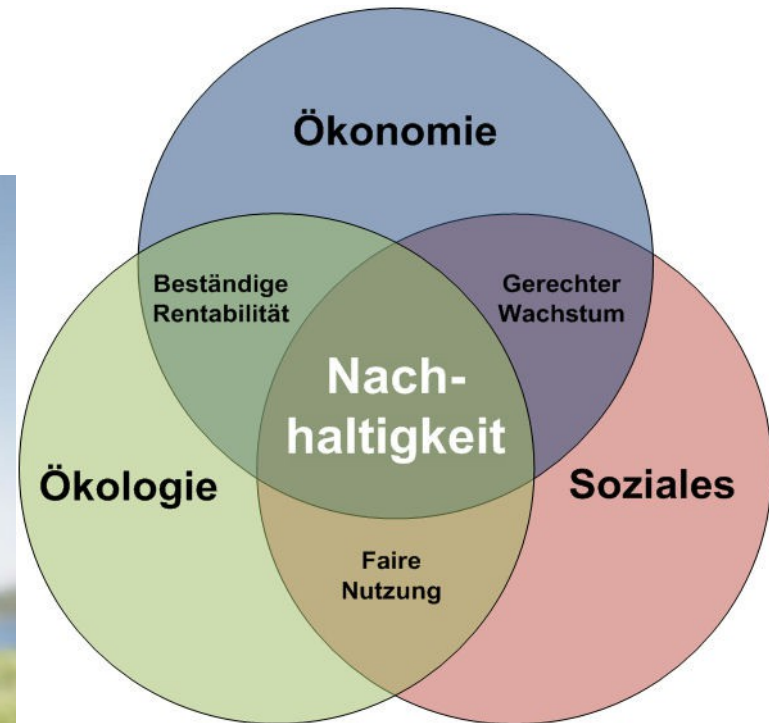 Ökonomie
Beständige
Rentabilität
Gerechter
Wachstum
Nach-
haltigkeit
Ökologie
Soziales
Faire
Nutzung